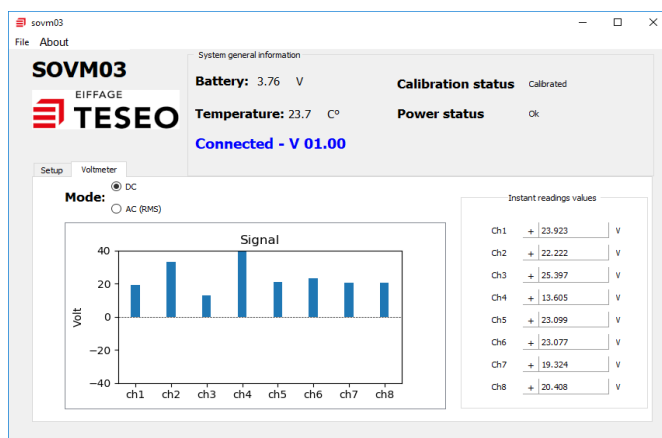 sovm03
File About
SOVM03
EIFFAGE
TESEO
System general information
Battery: 3.76 V
Calibration status Calibrated
Temperature: 23.7 Cº
Power status Ok
Connected - V 01.00
Setup Voltmeter
Mode: DC
AC (RMS)
Signal
Volt
40
20
0
−20
−40
ch1 ch2 ch3 ch4 ch5 ch6 ch7 ch8
Instant readings values
Ch1 + 23.923 V
Ch2 + 22.222 V
Ch3 + 25.397 V
Ch4 + 13.605 V
Ch5 + 23.099 V
Ch6 + 23.077 V
Ch7 + 19.324 V
Ch8 + 20.408 V